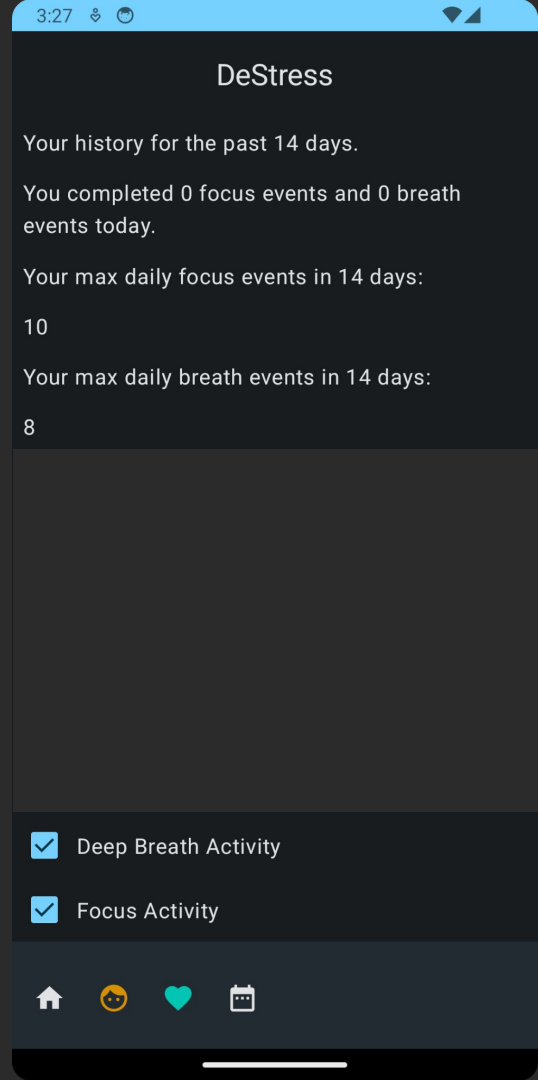 3:27
DeStress
Your history for the past 14 days.
You completed 0 focus events and 0 breath
events today.
Your max daily focus events in 14 days:
10
Your max daily breath events in 14 days:
8
Deep Breath Activity
Focus Activity